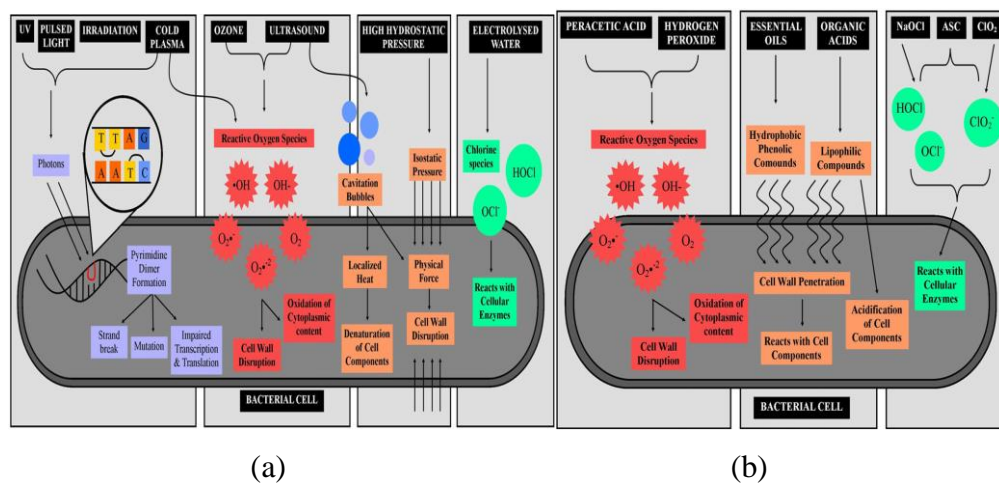 UV
PULSED
LIGHT
IRRADIATION
COLD
PLASMA
OZONE
ULTRASOUND
HIGH HYDROSTATIC
PRESSURE
ELECTROLYSED
WATER
Photons
T T A G
A A T C
Pyrimidine
Dimer
Formation
Strand
break
Mutation
Impaired
Transcription
& Translation
Reactive Oxygen Species
•OH
OH-
O₂•⁻
O₂
O₂•⁻²
Oxidation of
Cytoplasmic
content
Cell Wall
Disruption
Cavitation
Bubbles
Localized
Heat
Denaturation
of Cell
Components
Isostatic
Pressure
Physical
Force
Cell Wall
Disruption
Chlorine
species
HOCl
OCl⁻
Reacts with
Cellular
Enzymes
BACTERIAL CELL
(a)
PERACETIC ACID
HYDROGEN
PEROXIDE
ESSENTIAL
OILS
ORGANIC
ACIDS
NaOCl
ASC
ClO₂
Reactive Oxygen Species
•OH
OH-
O₂•⁻
O₂
O₂•⁻²
Oxidation of
Cytoplasmic
content
Cell Wall
Disruption
Hydrophobic
Phenolic
Comounds
Lipophilic
Compounds
Cell Wall Penetration
Reacts with Cell
Components
Acidification
of Cell
Components
HOCl
OCl⁻
ClO₂⁻
Reacts with
Cellular
Enzymes
BACTERIAL CELL
(b)